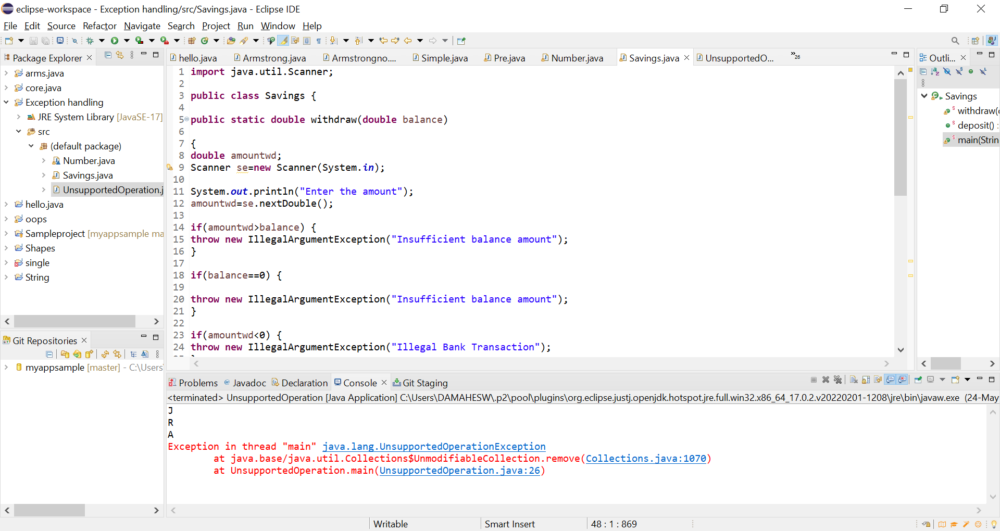 eclipse-workspace - Exception handling/src/Savings.java - Eclipse IDE
File Edit Source Refactor Navigate Search Project Run Window Help
Package Explorer
arms.java
core.java
Exception handling
JRE System Library [JavaSE-17]
src
(default package)
Number.java
Savings.java
UnsupportedOperation.j
hello.java
oops
Sampleproject [myappsample ma
Shapes
single
String
Git Repositories
myappsample [master] - C:\Users\
hello.java Armstrong.java Armstrongno.... Simple.java Pre.java Number.java Savings.java UnsupportedO... »26
1 import java.util.Scanner;
2
3 public class Savings {
4
5 public static double withdraw(double balance)
6
7 {
8 double amountwd;
9 Scanner se=new Scanner(System.in);
10
11 System.out.println("Enter the amount");
12 amountwd=se.nextDouble();
13
14 if(amountwd>balance) {
15 throw new IllegalArgumentException("Insufficient balance amount");
16 }
17
18 if(balance==0) {
19
20 throw new IllegalArgumentException("Insufficient balance amount");
21 }
22
23 if(amountwd<0) {
24 throw new IllegalArgumentException("Illegal Bank Transaction");
Outli...
Savings
withdraw(
deposit() :
main(Strin
Problems @ Javadoc Declaration Console Git Staging
<terminated> UnsupportedOperation [Java Application] C:\Users\DAMAHESW\.p2\pool\plugins\org.eclipse.justj.openjdk.hotspot.jre.full.win32.x86_64_17.0.2.v20220201-1208\jre\bin\javaw.exe (24-May
J
R
A
Exception in thread "main" java.lang.UnsupportedOperationException
at java.base/java.util.Collections$UnmodifiableCollection.remove(Collections.java:1070)
at UnsupportedOperation.main(UnsupportedOperation.java:26)
Writable Smart Insert 48 : 1 : 869